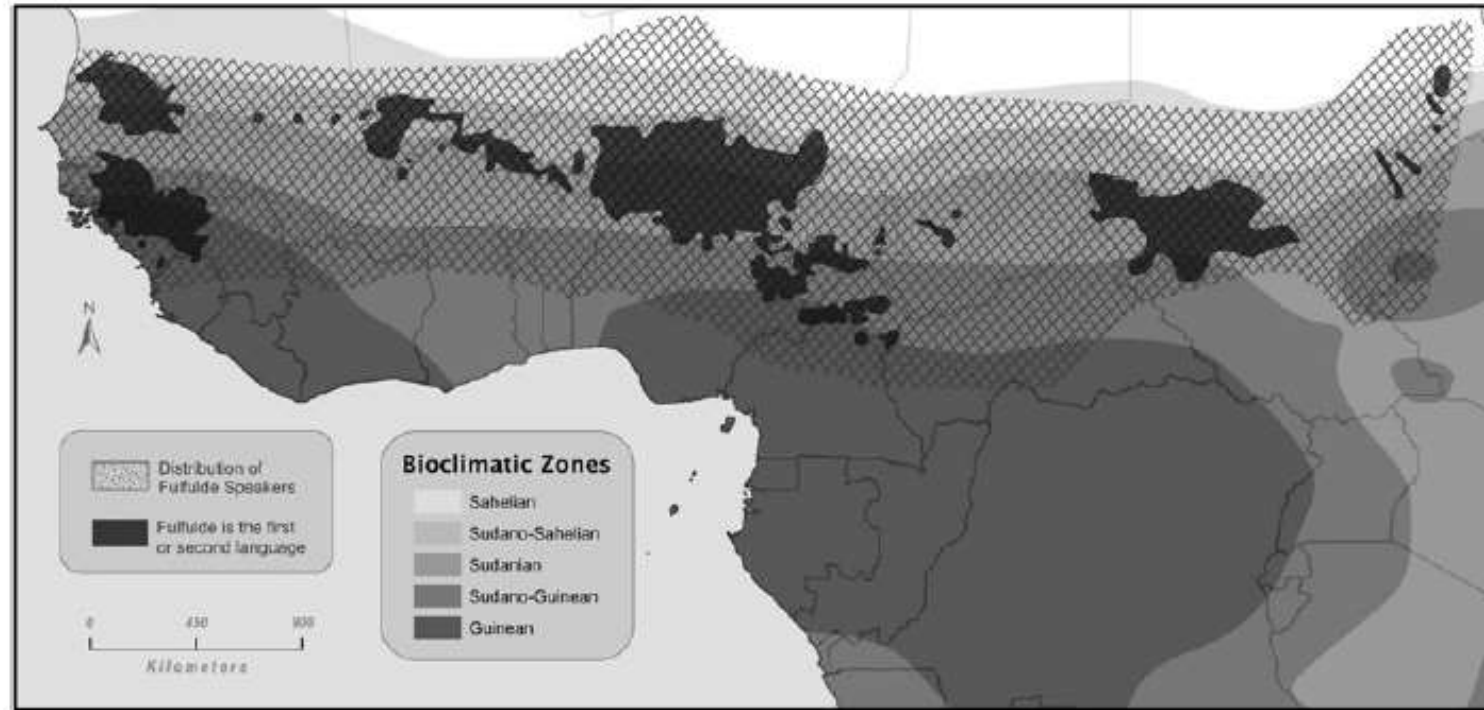 N
Distribution of
Fulfulde Speakers
Fulfulde is the first
or second language
0 450 900
Kilometers
Bioclimatic Zones
Sahelian
Sudano-Sahelian
Sudanian
Sudano-Guinean
Guinean